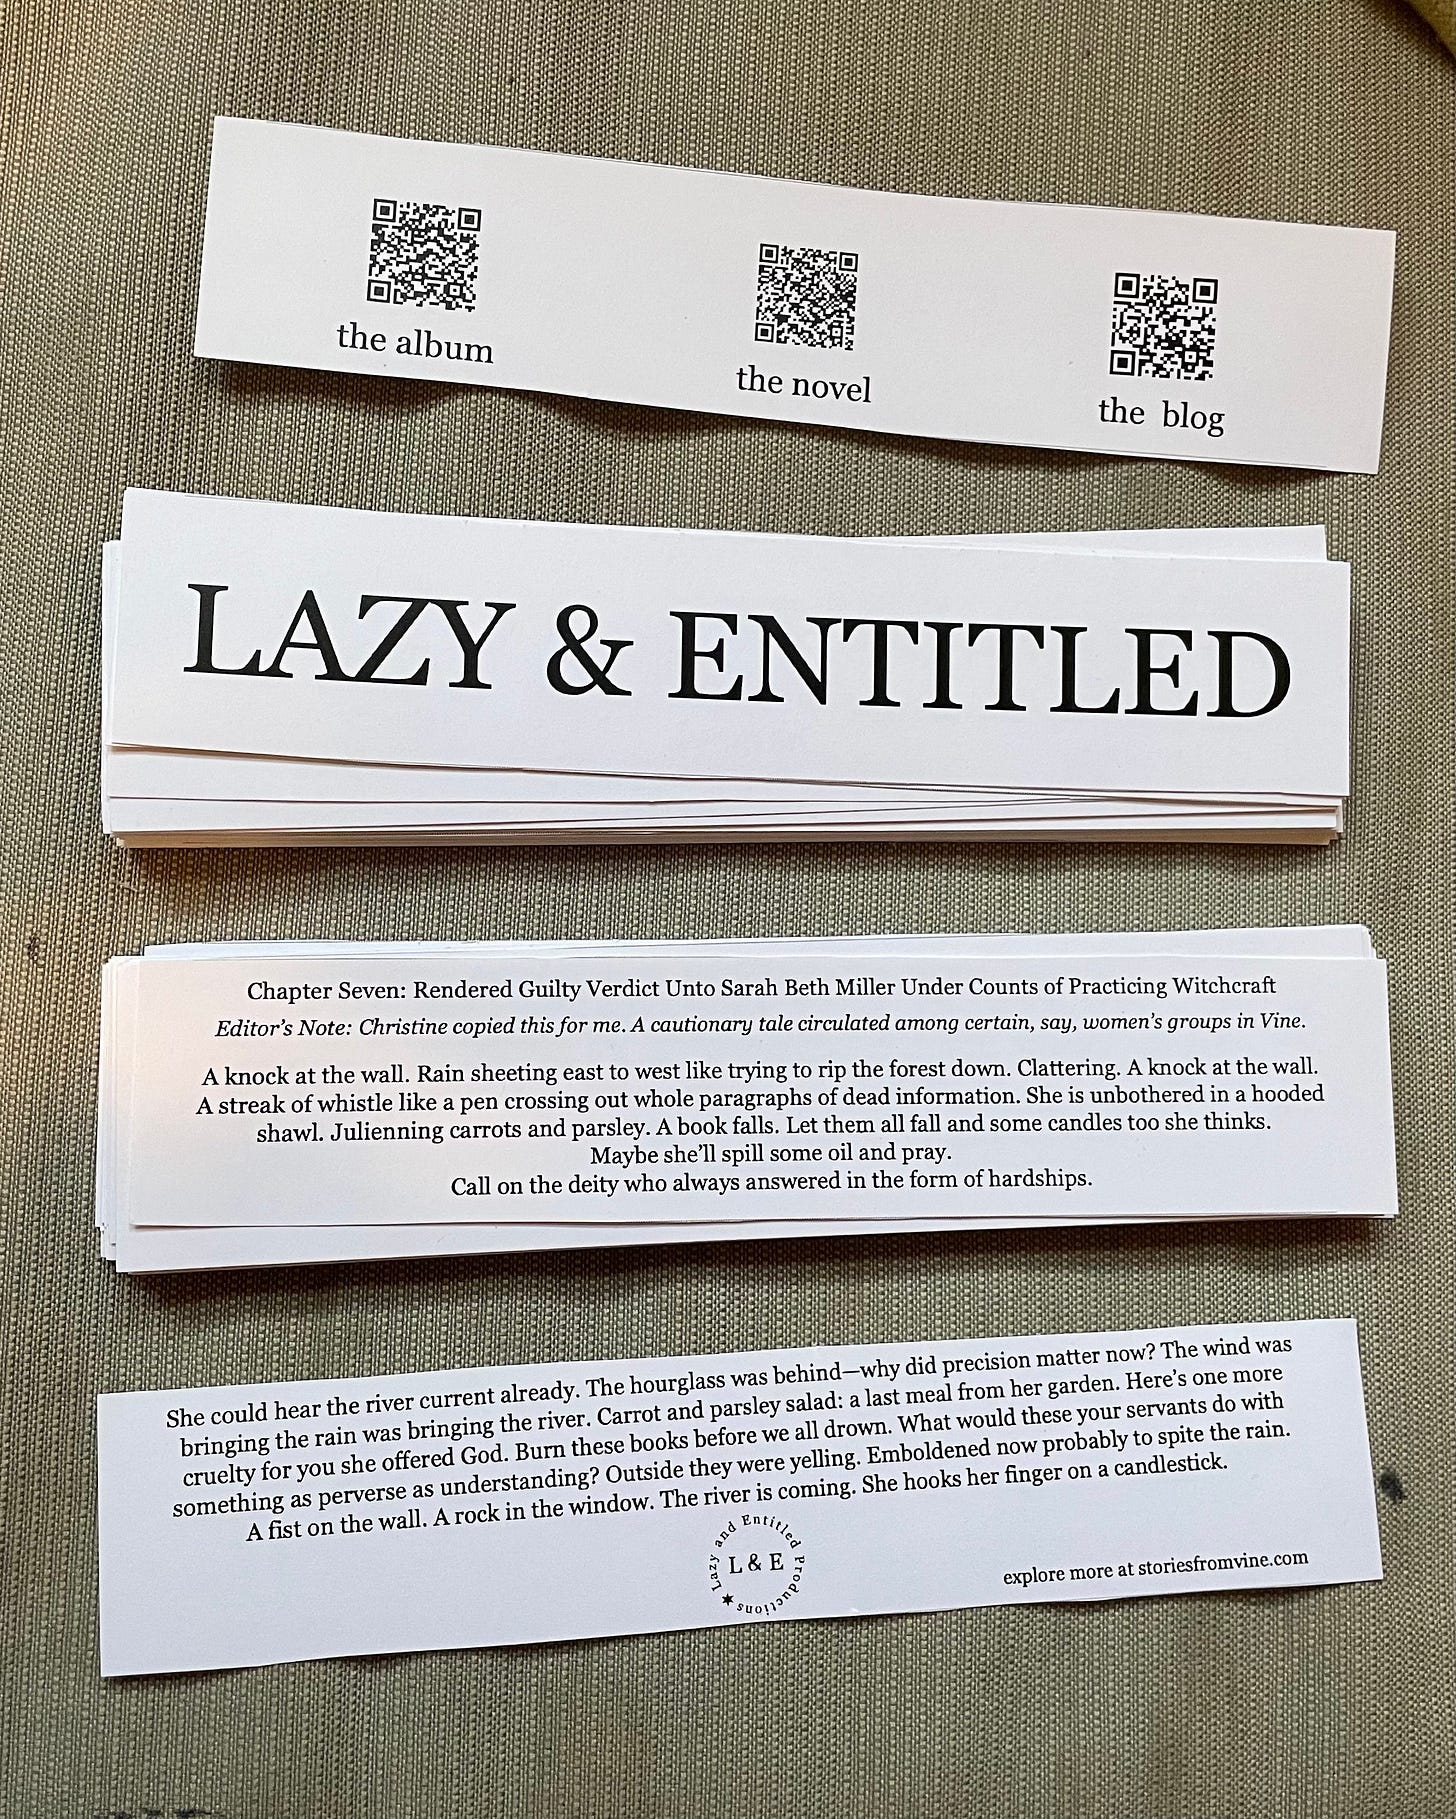 the album
the novel
the blog
LAZY & ENTITLED
Chapter Seven: Rendered Guilty Verdict Unto Sarah Beth Miller Under Counts of Practicing Witchcraft
Editor's Note: Christine copied this for me. A cautionary tale circulated among certain, say, women's groups in Vine.
A knock at the wall. Rain sheeting east to west like trying to rip the forest down. Clattering. A knock at the wall.
A streak of whistle like a pen crossing out whole paragraphs of dead information. She is unbothered in a hooded
shawl. Julienning carrots and parsley. A book falls. Let them all fall and some candles too she thinks.
Maybe she'll spill some oil and pray.
Call on the deity who always answered in the form of hardships.
She could hear the river current already. The hourglass was behind—why did precision matter now? The wind was
bringing the rain was bringing the river. Carrot and parsley salad: a last meal from her garden. Here's one more
cruelty for you she offered God. Burn these books before we all drown. What would these your servants do with
something as perverse as understanding? Outside they were yelling. Emboldened now probably to spite the rain.
A fist on the wall. A rock in the window. The river is coming. She hooks her finger on a candlestick.
Lazy and Entitled Productions
L & E
explore more at storiesfromvine.com